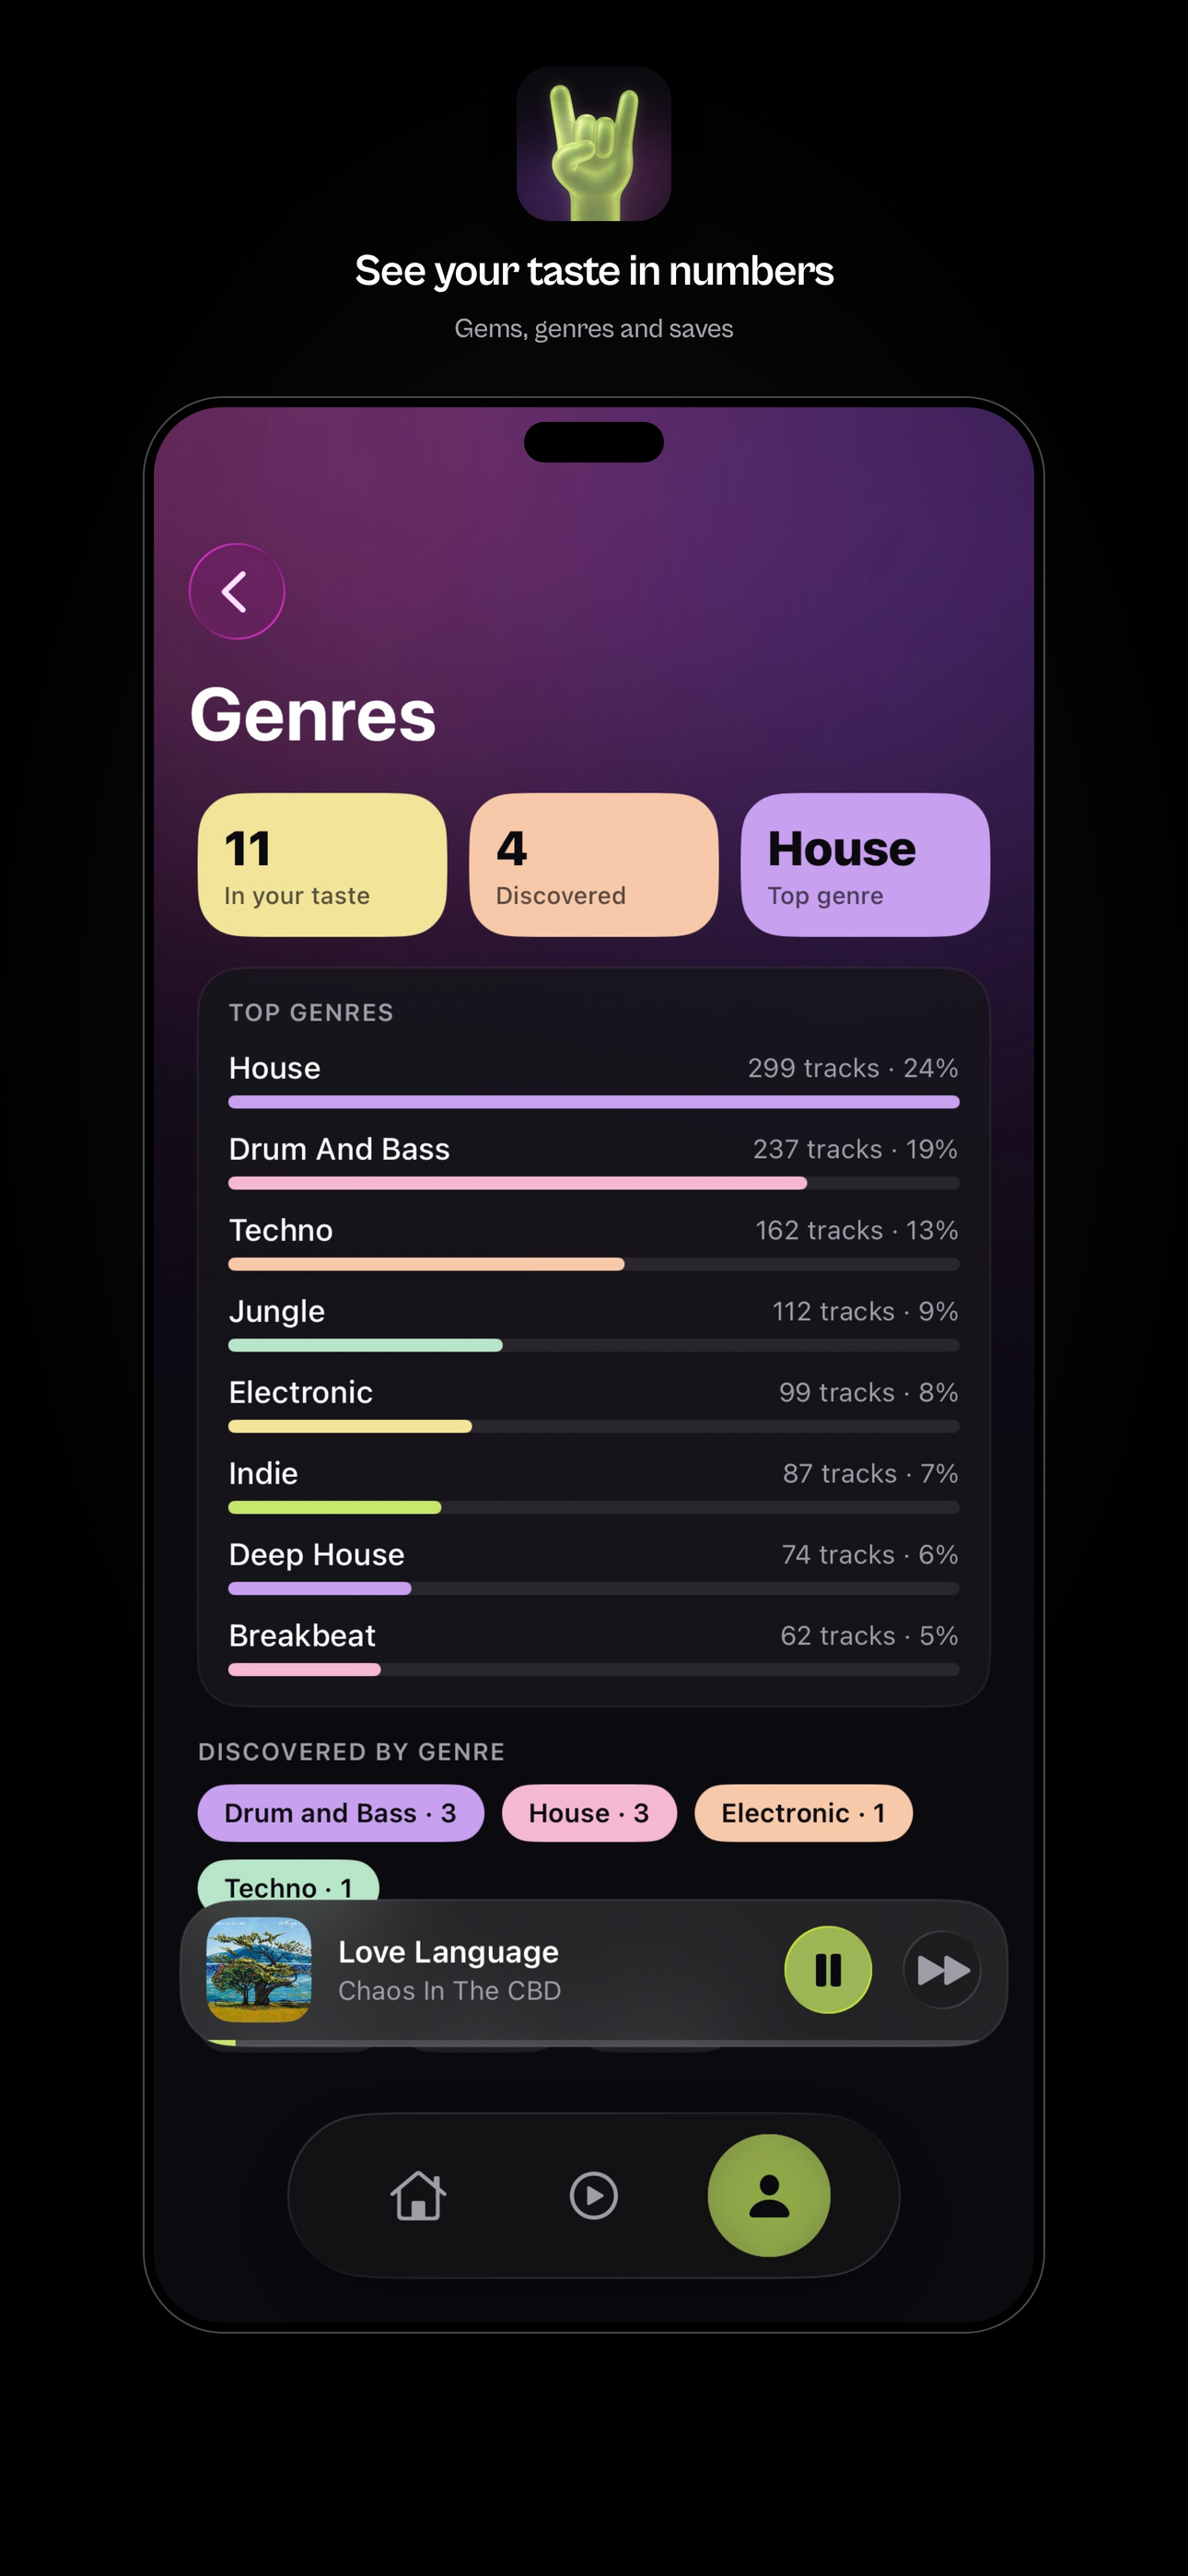 See your taste in numbers
Gems, genres and saves
Genres
11
In your taste
4
Discovered
House
Top genre
TOP GENRES
House 299 tracks · 24%
Drum And Bass 237 tracks · 19%
Techno 162 tracks · 13%
Jungle 112 tracks · 9%
Electronic 99 tracks · 8%
Indie 87 tracks · 7%
Deep House 74 tracks · 6%
Breakbeat 62 tracks · 5%
DISCOVERED BY GENRE
Drum and Bass · 3 House · 3 Electronic · 1
Techno · 1
Love Language
Chaos In The CBD